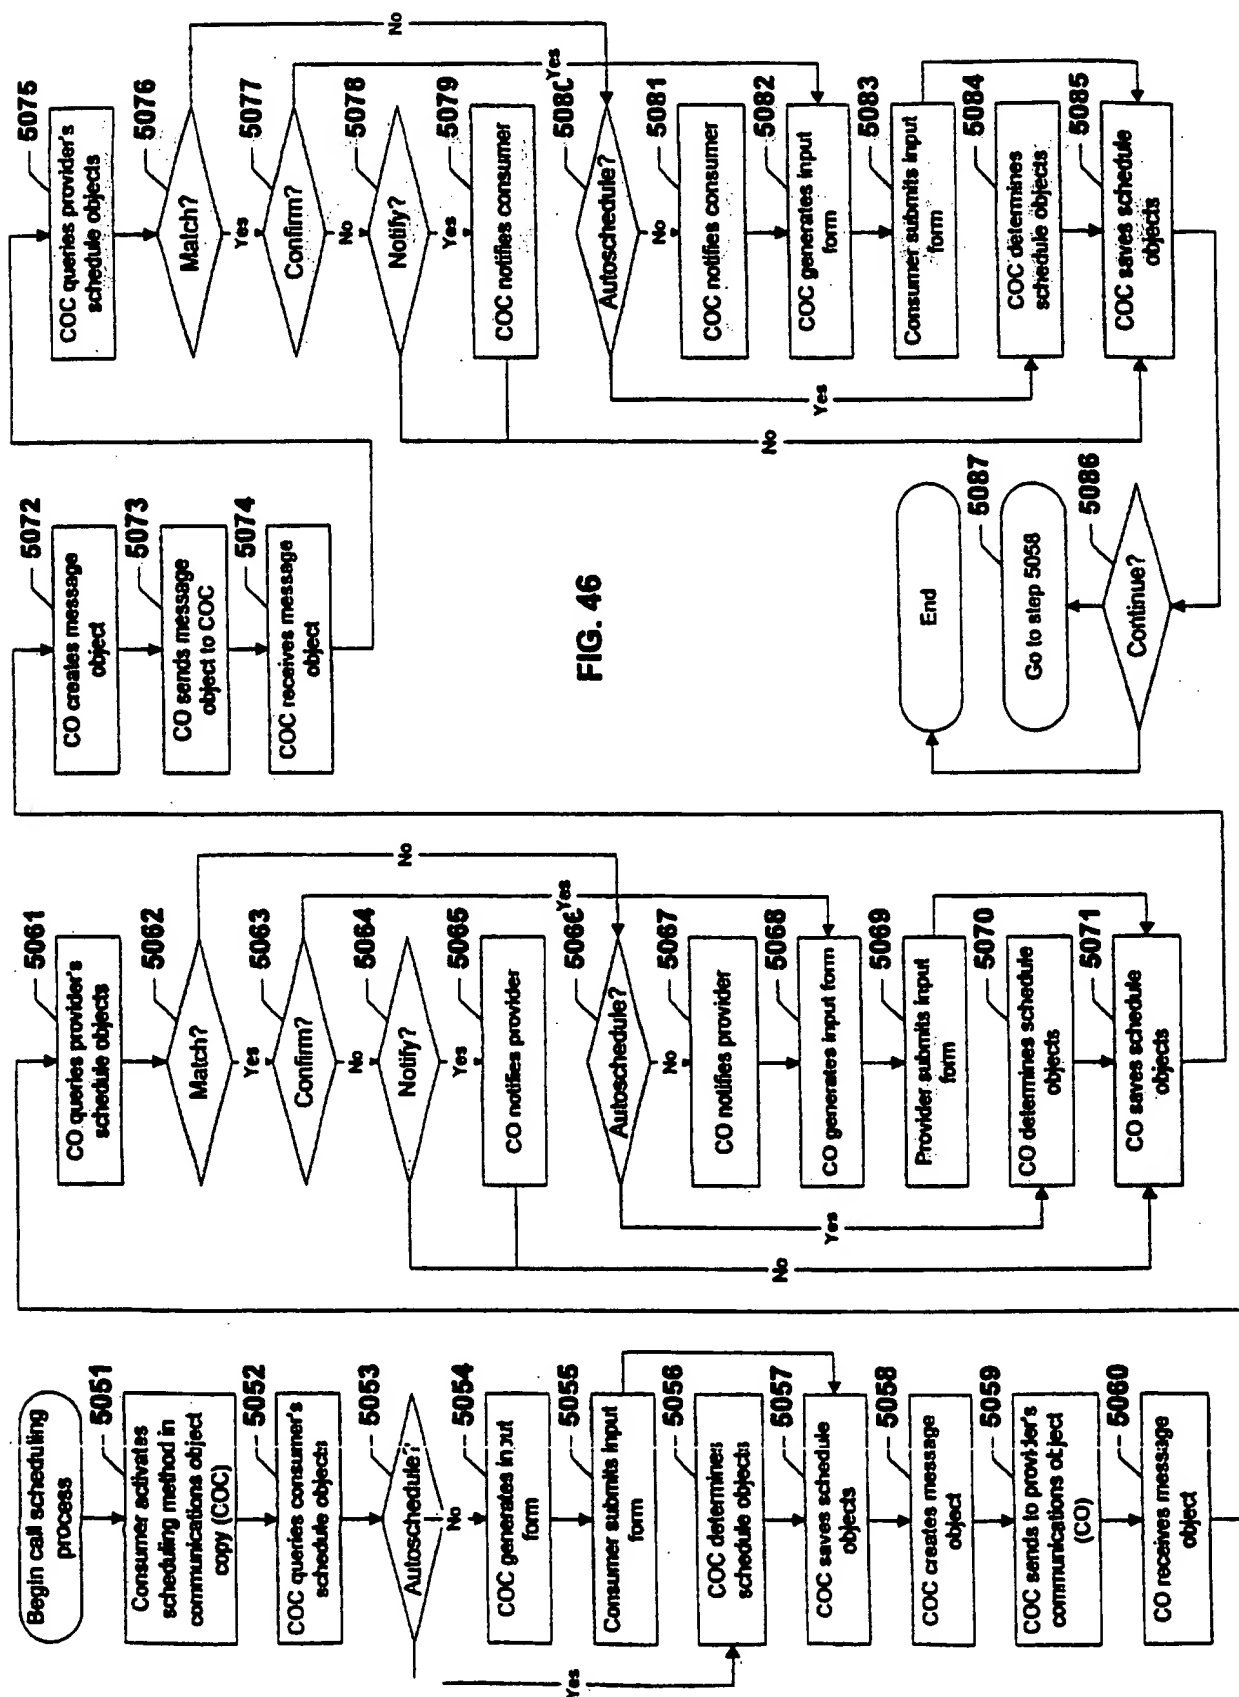 Begin call scheduling
process
5051
Consumer activates
scheduling method in
communications object
copy (COC)
5052
COC queries consumer's
schedule objects
5053
Autoschedule?
No
Yes
5054
COC generates input
form
5055
Consumer submits input
form
5056
COC determines
schedule objects
5057
COC saves schedule
objects
5058
COC creates message
object
5059
COC sends to provider's
communications object
(CO)
5060
CO receives message
object
5061
CO queries provider's
schedule objects
5062
Match?
No
Yes
5063
Confirm?
Yes
No
5064
Notify?
Yes
No
5065
CO notifies provider
5066
Autoschedule?
No
Yes
5067
CO notifies provider
5068
CO generates input form
5069
Provider submits input
form
5070
CO determines schedule
objects
5071
CO saves schedule
objects
5072
CO creates message
object
5073
CO sends message
object to COC
5074
COC receives message
object
5075
COC queries provider's
schedule objects
5076
Match?
No
Yes
5077
Confirm?
Yes
No
5078
Notify?
Yes
No
5079
COC notifies consumer
5080
Autoschedule?
No
Yes
5081
COC notifies consumer
5082
COC generates input
form
5083
Consumer submits input
form
5084
COC determines
schedule objects
5085
COC saves schedule
objects
5086
Continue?
5087
Go to step 5058
End
FIG. 46